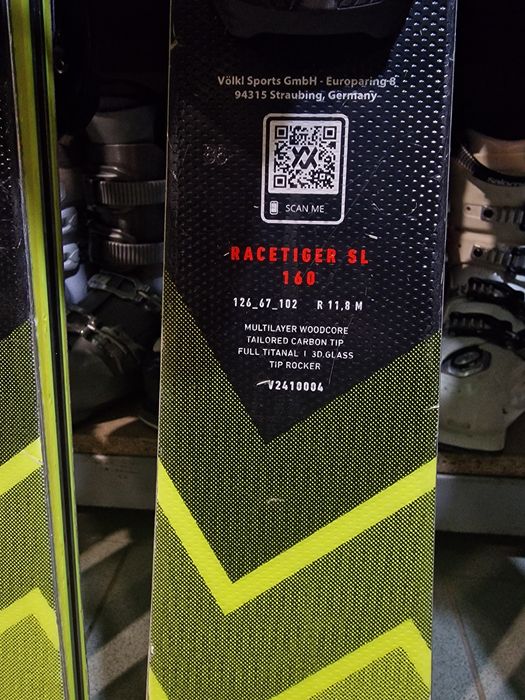 Völkl Sports GmbH - Europaring 8
94315 Straubing, Germany
SCAN ME
RACETIGER SL
160
126_67_102 R 11,8 M
MULTILAYER WOODCORE
TAILORED CARBON TIP
FULL TITANAL | 3D.GLASS
TIP ROCKER
V2410004